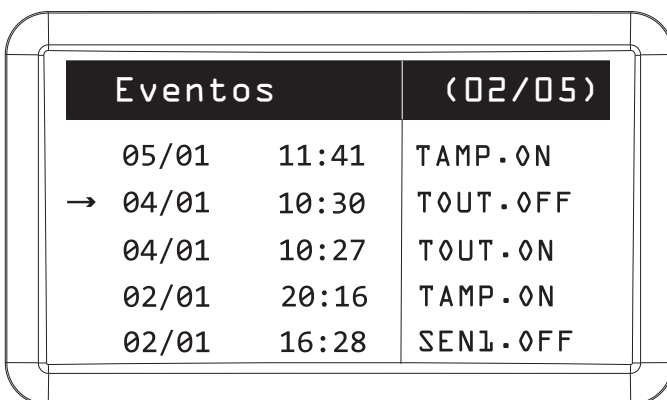 Eventos (02/05)
05/01 11:41 TAMP.ON
→ 04/01 10:30 TOUT.OFF
04/01 10:27 TOUT.ON
02/01 20:16 TAMP.ON
02/01 16:28 SEN1.OFF